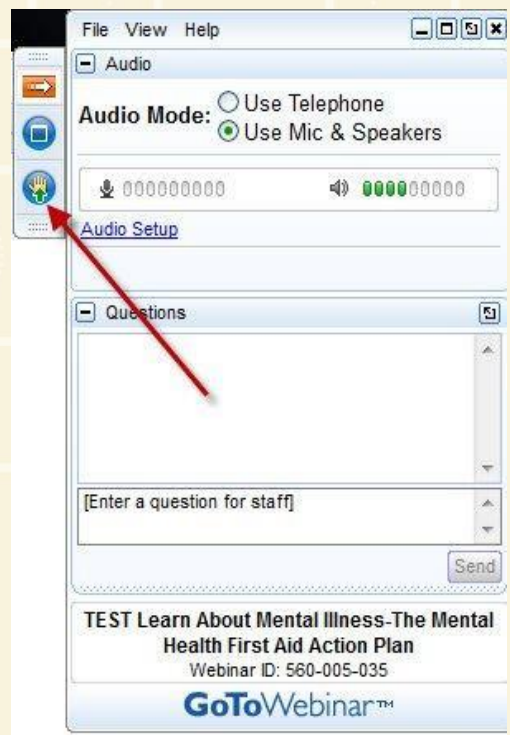 File View Help
Audio
Audio Mode: Use Telephone
Use Mic & Speakers
Audio Setup
Questions
[Enter a question for staff]
Send
TEST Learn About Mental Illness-The Mental
Health First Aid Action Plan
Webinar ID: 560-005-035
GoToWebinar™